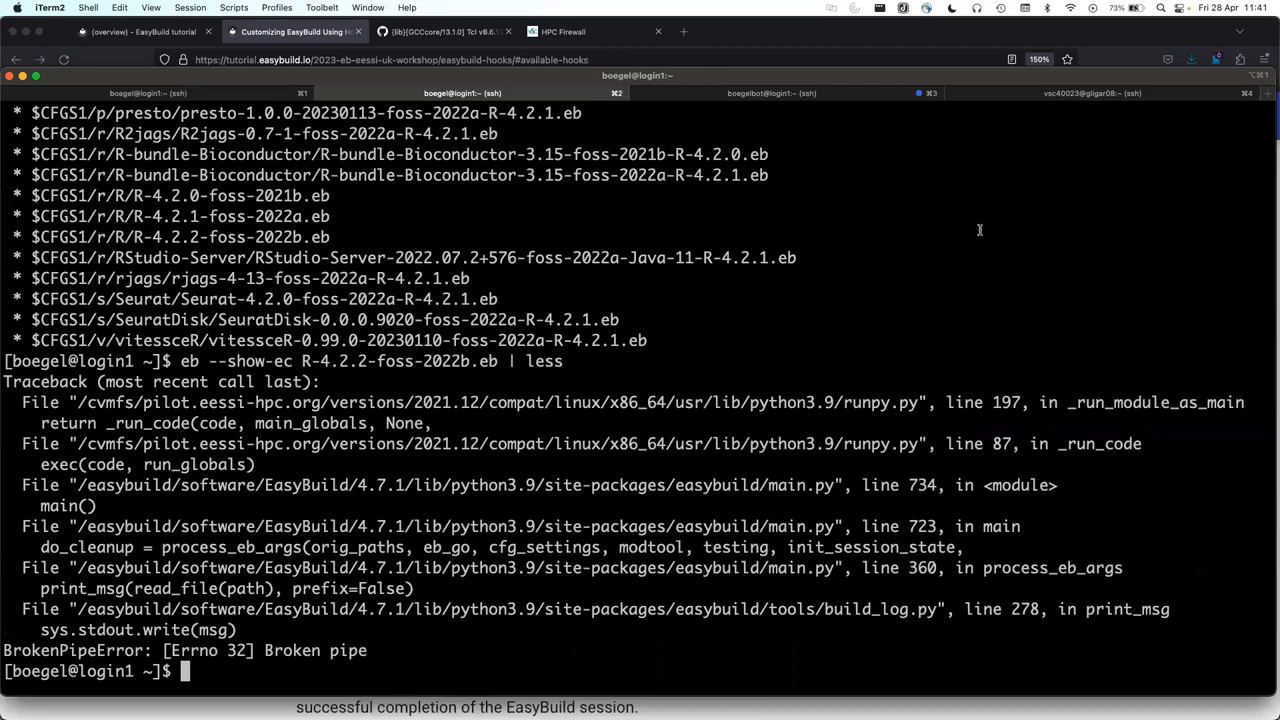 iTerm2 Shell Edit View Session Scripts Profiles Toolbelt Window Help 73% Fri 28 Apr 11:41
(overview) - EasyBuild tutorial × Customizing EasyBuild Using Ho × {lib}[GCCcore/13.1.0] Tcl v8.6.13 × HPC Firewall × +
https://tutorial.easybuild.io/2023-eb-eessi-uk-workshop/easybuild-hooks/#available-hooks 150%
boegel@login1:~ ⌥⌘1
boegel@login1:~ (ssh) ⌘1 boegel@login1:~ (ssh) ⌘2 boegelbot@login1:~ (ssh) ⌘3 vsc40023@gligar08:~ (ssh) ⌘4 +
* $CFGS1/p/presto/presto-1.0.0-20230113-foss-2022a-R-4.2.1.eb
* $CFGS1/r/R2jags/R2jags-0.7-1-foss-2022a-R-4.2.1.eb
* $CFGS1/r/R-bundle-Bioconductor/R-bundle-Bioconductor-3.15-foss-2021b-R-4.2.0.eb
* $CFGS1/r/R-bundle-Bioconductor/R-bundle-Bioconductor-3.15-foss-2022a-R-4.2.1.eb
* $CFGS1/r/R/R-4.2.0-foss-2021b.eb
* $CFGS1/r/R/R-4.2.1-foss-2022a.eb
* $CFGS1/r/R/R-4.2.2-foss-2022b.eb
* $CFGS1/r/RStudio-Server/RStudio-Server-2022.07.2+576-foss-2022a-Java-11-R-4.2.1.eb
* $CFGS1/r/rjags/rjags-4-13-foss-2022a-R-4.2.1.eb
* $CFGS1/s/Seurat/Seurat-4.2.0-foss-2022a-R-4.2.1.eb
* $CFGS1/s/SeuratDisk/SeuratDisk-0.0.0.9020-foss-2022a-R-4.2.1.eb
* $CFGS1/v/vitessceR/vitessceR-0.99.0-20230110-foss-2022a-R-4.2.1.eb
[boegel@login1 ~]$ eb --show-ec R-4.2.2-foss-2022b.eb | less
Traceback (most recent call last):
File "/cvmfs/pilot.eessi-hpc.org/versions/2021.12/compat/linux/x86_64/usr/lib/python3.9/runpy.py", line 197, in _run_module_as_main
return _run_code(code, main_globals, None,
File "/cvmfs/pilot.eessi-hpc.org/versions/2021.12/compat/linux/x86_64/usr/lib/python3.9/runpy.py", line 87, in _run_code
exec(code, run_globals)
File "/easybuild/software/EasyBuild/4.7.1/lib/python3.9/site-packages/easybuild/main.py", line 734, in <module>
main()
File "/easybuild/software/EasyBuild/4.7.1/lib/python3.9/site-packages/easybuild/main.py", line 723, in main
do_cleanup = process_eb_args(orig_paths, eb_go, cfg_settings, modtool, testing, init_session_state,
File "/easybuild/software/EasyBuild/4.7.1/lib/python3.9/site-packages/easybuild/main.py", line 360, in process_eb_args
print_msg(read_file(path), prefix=False)
File "/easybuild/software/EasyBuild/4.7.1/lib/python3.9/site-packages/easybuild/tools/build_log.py", line 278, in print_msg
sys.stdout.write(msg)
BrokenPipeError: [Errno 32] Broken pipe
[boegel@login1 ~]$
successful completion of the EasyBuild session.